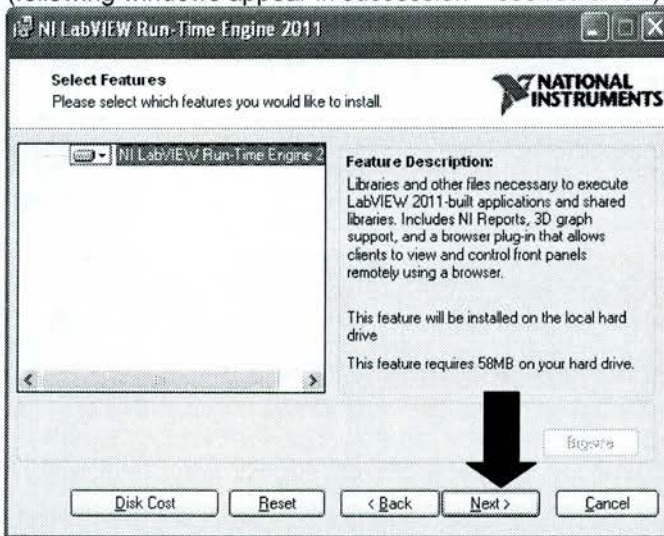 NI LabVIEW Run-Time Engine 2011
Select Features
Please select which features you would like to install.
NATIONAL
INSTRUMENTS
NI LabVIEW Run-Time Engine 2
Feature Description:
Libraries and other files necessary to execute
LabVIEW 2011-built applications and shared
libraries. Includes NI Reports, 3D graph
support, and a browser plug-in that allows
clients to view and control front panels
remotely using a browser.
This feature will be installed on the local hard
drive
This feature requires 58MB on your hard drive.
Browse
Disk Cost Reset < Back Next > Cancel